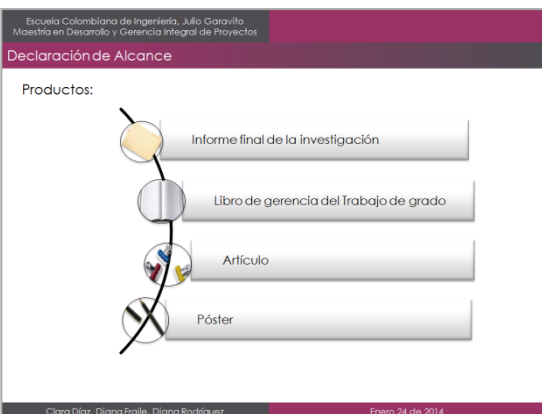 Escuela Colombiana de Ingeniería, Julio Garavito
Maestría en Desarrollo y Gerencia Integral de Proyectos
Declaración de Alcance
Productos:
Informe final de la investigación
Libro de gerencia del Trabajo de grado
Artículo
Póster
Clara Díaz, Diana Fraile, Diana Rodríguez
Enero 24 de 2014